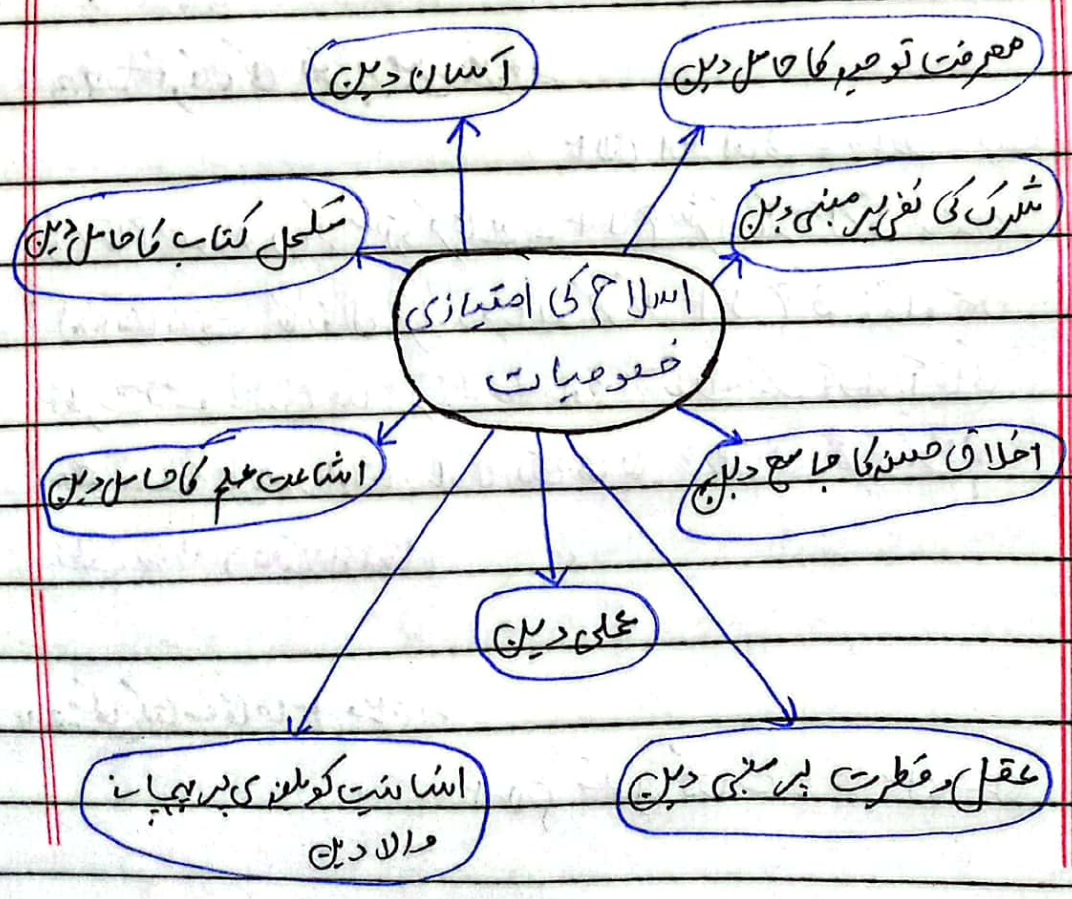 معرفت توحید کا حامل دین
آسان دین
شرک کی نفی پر مبنی دین
مکمل کتاب کا حامل دین
اسلام کی امتیازی
خصوصیات
اخلاق حسنہ کا جامع دین
اشاعت علم کا حامل دین
عملی دین
عقل و فطرت پر مبنی دین
انسانیت کو بلندی پر پہچانے
والا دین